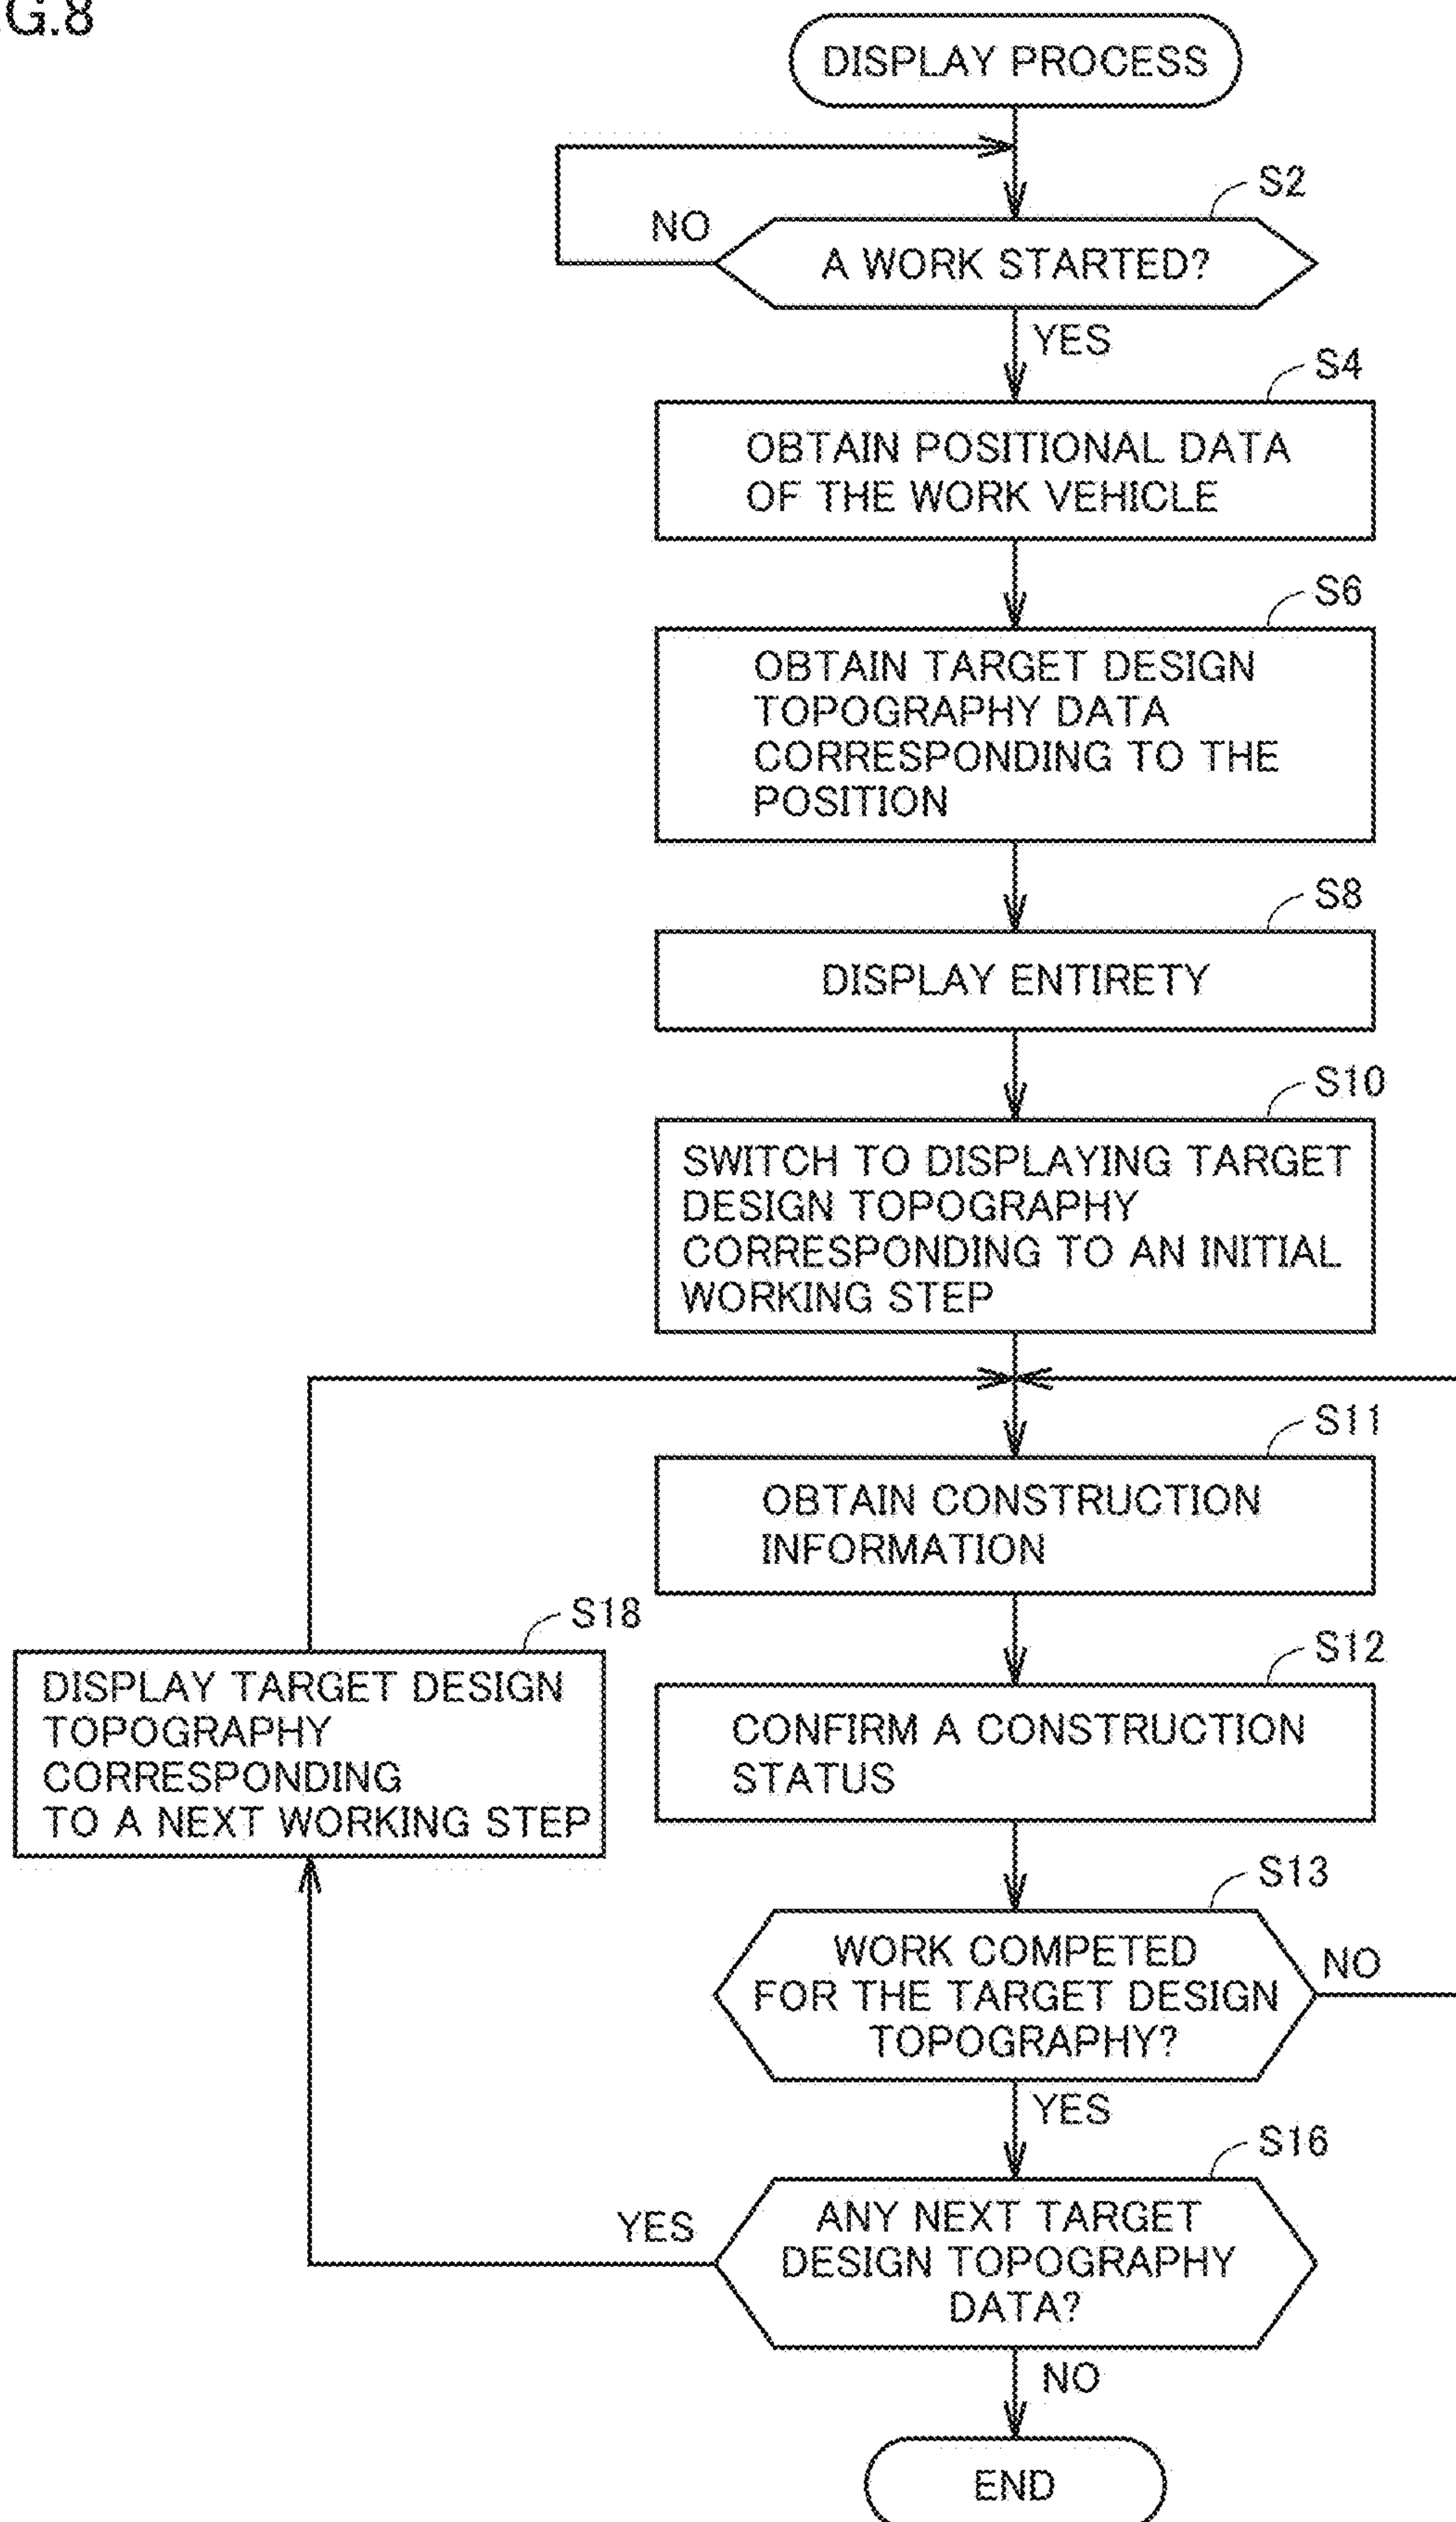 G.8
DISPLAY PROCESS
S2
NO
A WORK STARTED?
YES
S4
OBTAIN POSITIONAL DATA
OF THE WORK VEHICLE
S6
OBTAIN TARGET DESIGN
TOPOGRAPHY DATA
CORRESPONDING TO THE
POSITION
S8
DISPLAY ENTIRETY
S10
SWITCH TO DISPLAYING TARGET
DESIGN TOPOGRAPHY
CORRESPONDING TO AN INITIAL
WORKING STEP
S11
OBTAIN CONSTRUCTION
INFORMATION
S18
DISPLAY TARGET DESIGN
TOPOGRAPHY
CORRESPONDING
TO A NEXT WORKING STEP
S12
CONFIRM A CONSTRUCTION
STATUS
S13
WORK COMPETED
FOR THE TARGET DESIGN
TOPOGRAPHY?
NO
YES
S16
YES
ANY NEXT TARGET
DESIGN TOPOGRAPHY
DATA?
NO
END